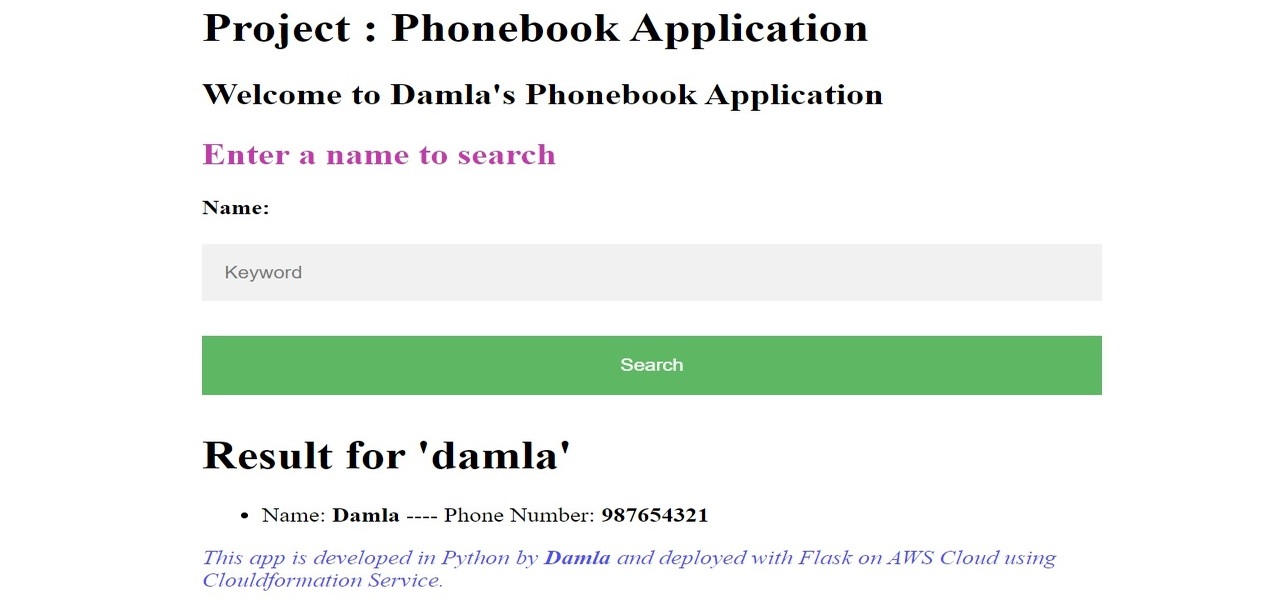 Project : Phonebook Application
Welcome to Damla's Phonebook Application
Enter a name to search
Name:
Keyword
Search
Result for 'damla'
• Name: Damla ---- Phone Number: 987654321
This app is developed in Python by Damla and deployed with Flask on AWS Cloud using
Clouldformation Service.